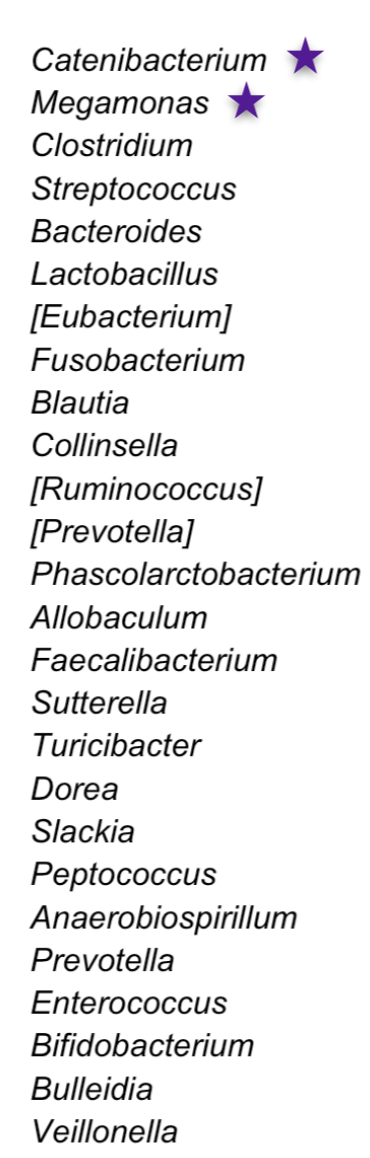 Catenibacterium
Megamonas
Clostridium
Streptococcus
Bacteroides
Lactobacillus
[Eubacterium]
Fusobacterium
Blautia
Collinsella
[Ruminococcus]
[Prevotella]
Phascolarctobacterium
Allobaculum
Faecalibacterium
Sutterella
Turicibacter
Dorea
Slackia
Peptococcus
Anaerobiospirillum
Prevotella
Enterococcus
Bifidobacterium
Bulleidia
Veillonella